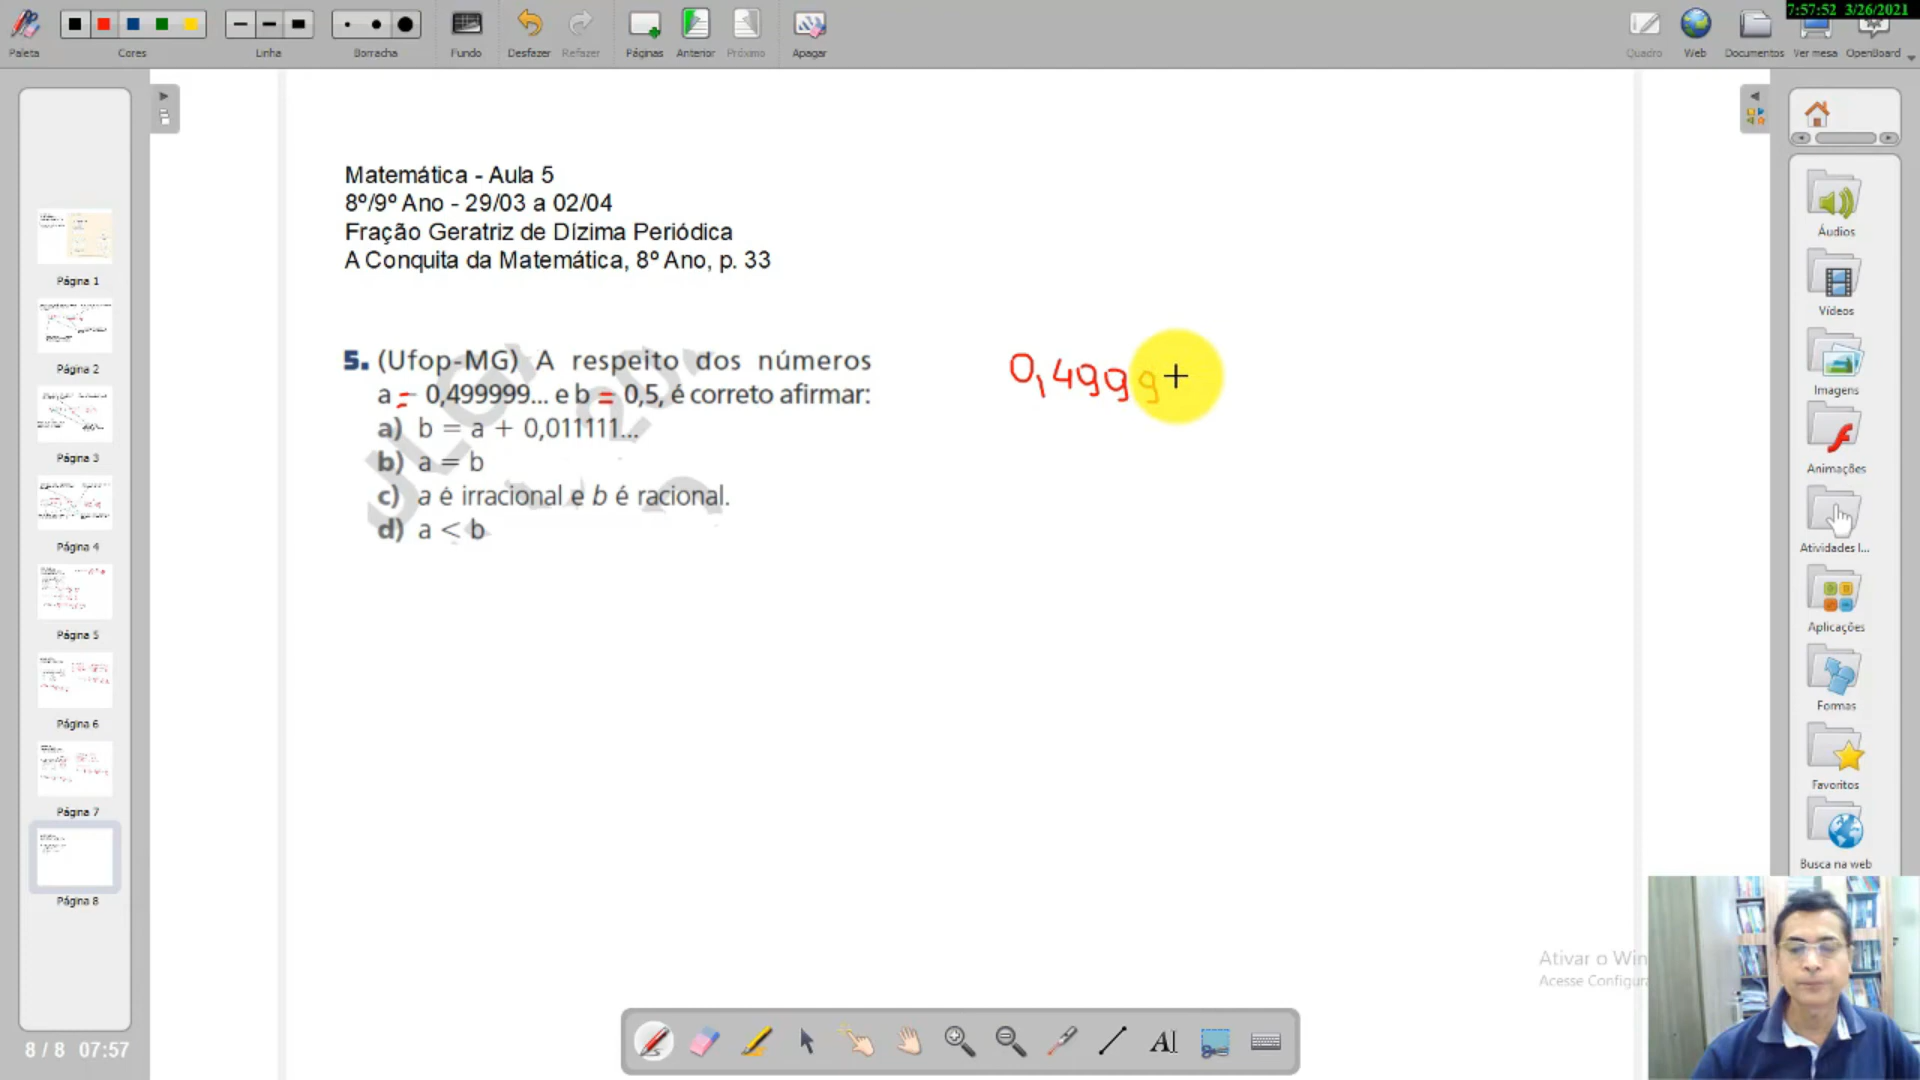 7:57:52 3/26/2021
Paleta
Cores
Linha
Borracha
Fundo
Desfazer
Refazer
Páginas
Anterior
Próximo
Apagar
Quadro
Web
Documentos
Ver mesa
OpenBoard
Página 1
Página 2
Página 3
Página 4
Página 5
Página 6
Página 7
Página 8
8 / 8 07:57
Matemática - Aula 5
8º/9º Ano - 29/03 a 02/04
Fração Geratriz de Dízima Periódica
A Conquita da Matemática, 8º Ano, p. 33
5. (Ufop-MG) A respeito dos números
a = 0,499999... e b = 0,5, é correto afirmar:
a) b = a + 0,011111...
b) a = b
c) a é irracional e b é racional.
d) a < b
0,4999
Áudios
Vídeos
Imagens
Animações
Atividades I...
Aplicações
Formas
Favoritos
Busca na web
Ativar o Win
Acesse Configura